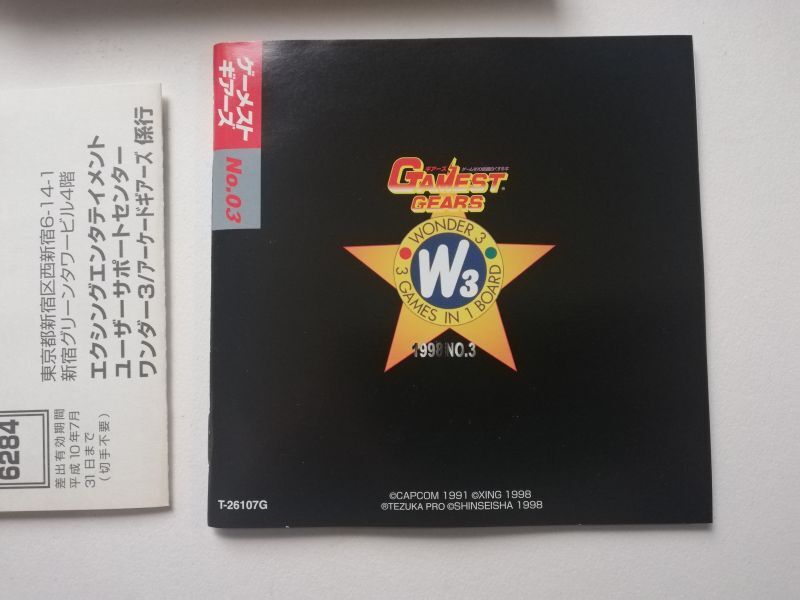 東京都新宿区西新宿6-14-1
新宿グリーンタワービル4階
エクシングエンタテイメント
ユーザーサポートセンター
ワンダー3/アーケードギアーズ 係行
6284
差出有効期間
平成10年7月
31日まで
(切手不要)
ゲーメスト
ギアーズ
No.03
ギアーズ
GAMEST
GEARS
WONDER 3
W3
3 GAMES IN 1 BOARD
1998 NO.3
T-26107G
©CAPCOM 1991 ©XING 1998
®TEZUKA PRO ©SHINSEISHA 1998